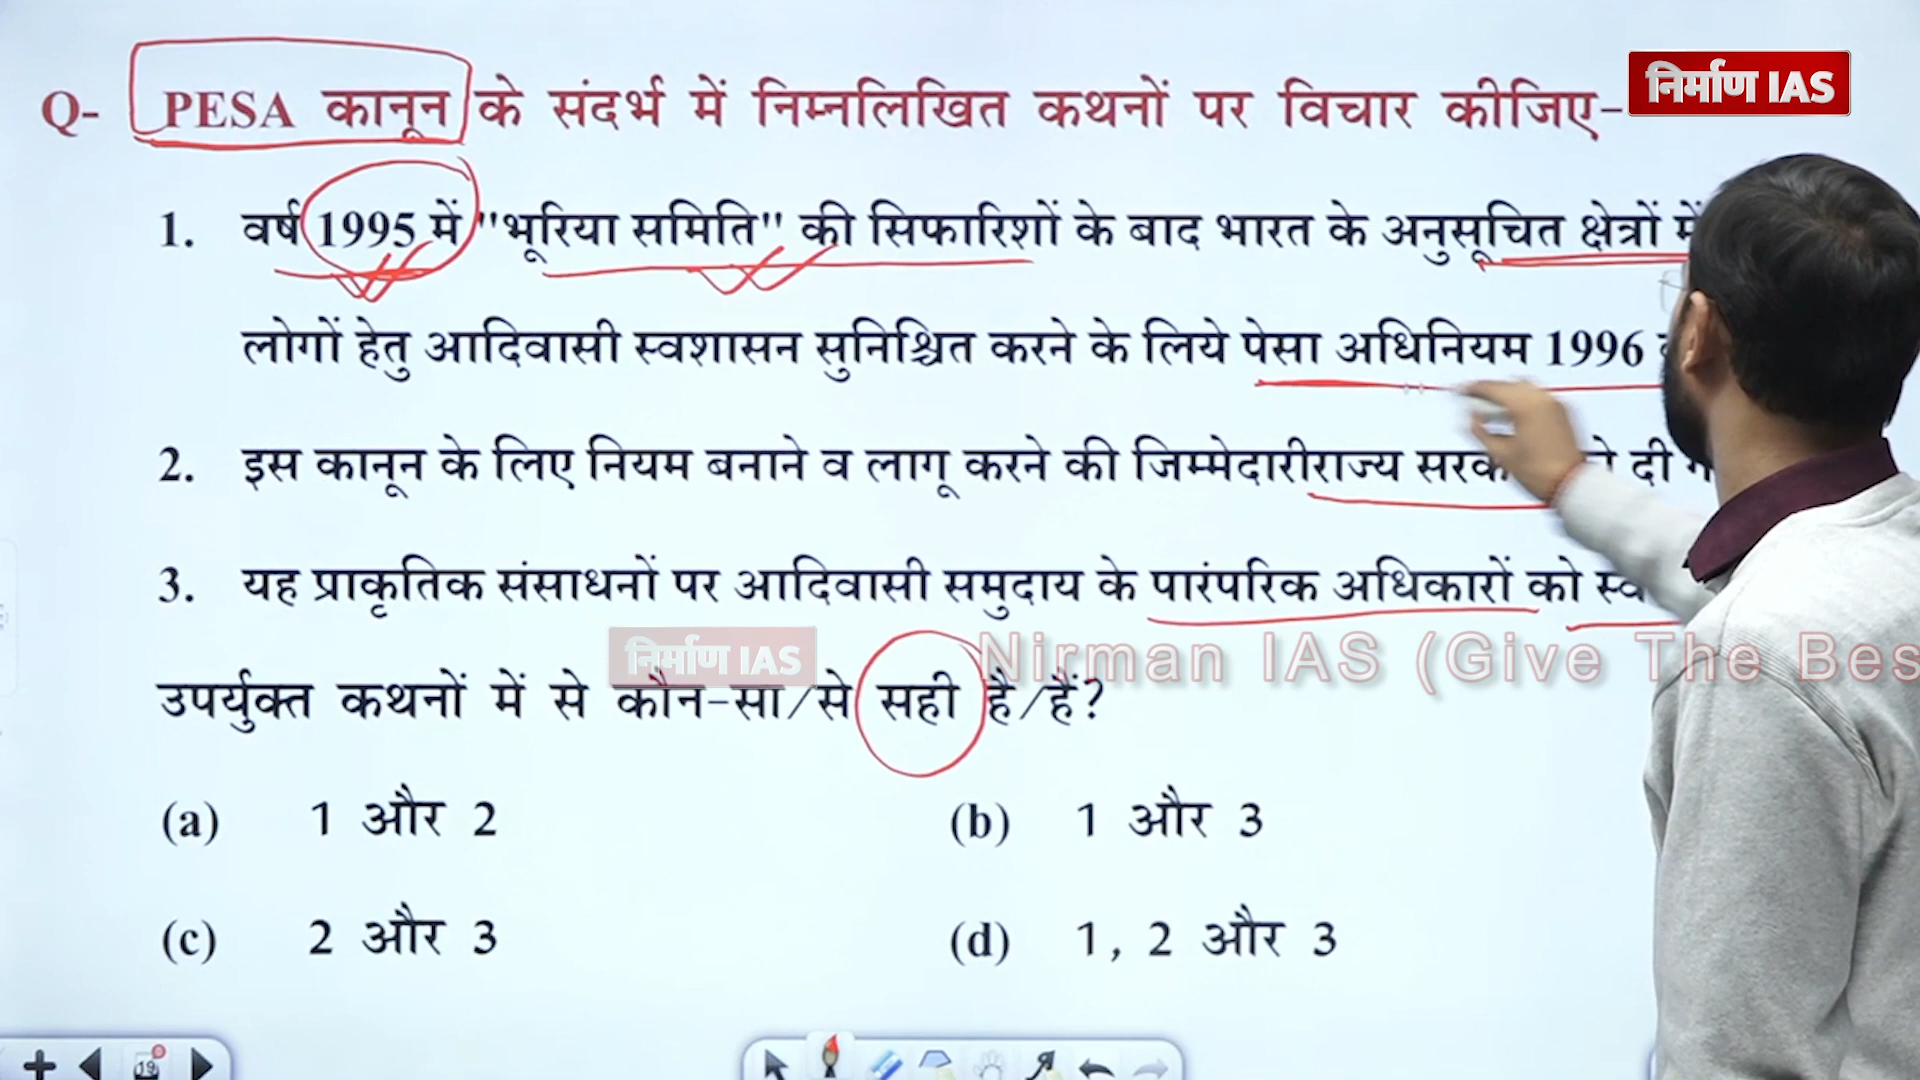 निर्माण IAS
Q- PESA कानून के संदर्भ में निम्नलिखित कथनों पर विचार कीजिए-
1. वर्ष 1995 में "भूरिया समिति" की सिफारिशों के बाद भारत के अनुसूचित क्षेत्रों में
लोगों हेतु आदिवासी स्वशासन सुनिश्चित करने के लिये पेसा अधिनियम 1996
2. इस कानून के लिए नियम बनाने व लागू करने की जिम्मेदारीराज्य दी
3. यह प्राकृतिक संसाधनों पर आदिवासी समुदाय के पारंपरिक अधिकारों को
निर्माण IAS Nirman IAS (Give The
उपर्युक्त कथनों में से कौन-सा/से सही है/हैं?
(a) 1 और 2 (b) 1 और 3
(c) 2 और 3 (d) 1, 2 और 3
19